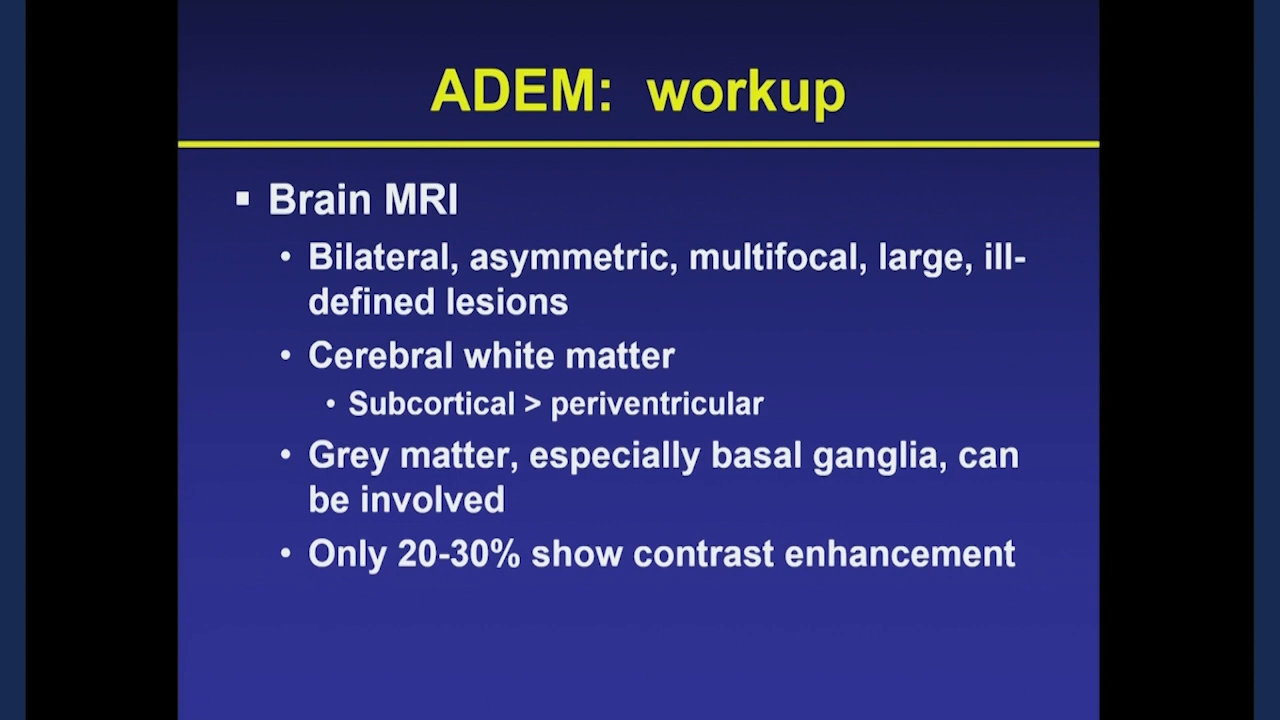 ADEM: workup
▪ Brain MRI
• Bilateral, asymmetric, multifocal, large, ill-
defined lesions
• Cerebral white matter
• Subcortical > periventricular
• Grey matter, especially basal ganglia, can
be involved
• Only 20-30% show contrast enhancement